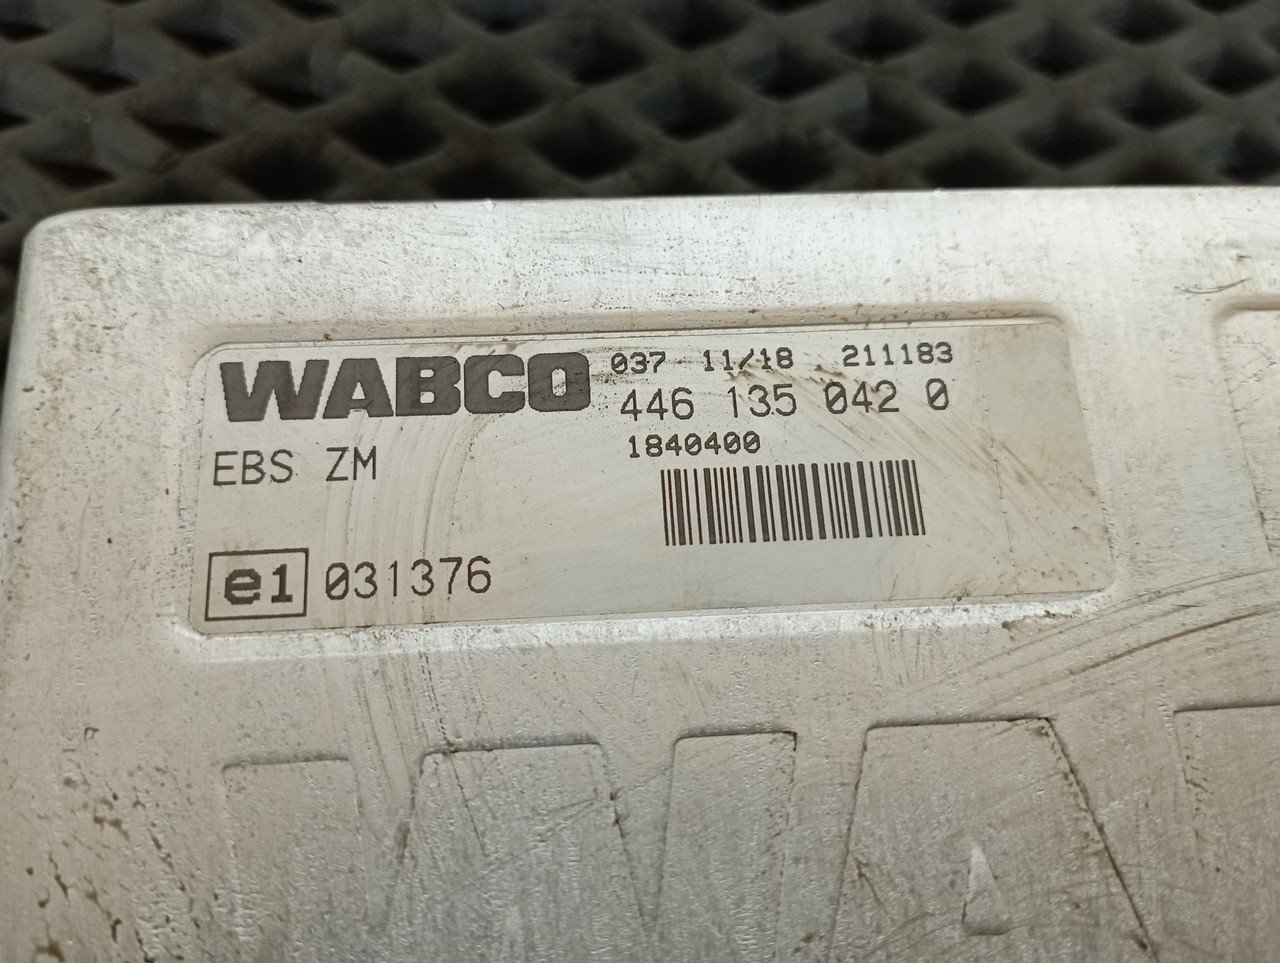 WABCO 037 11/18 211183
446 135 042 0
1840400
EBS ZM
e1 031376